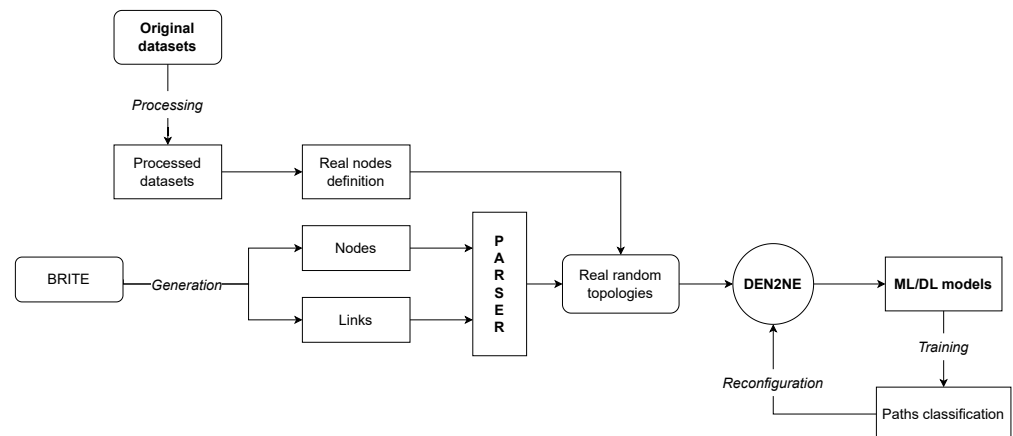 Original
datasets
Processing
Processed
datasets
Real nodes
definition
BRITE
Generation
Nodes
Links
P
A
R
S
E
R
Real random
topologies
DEN2NE
ML/DL models
Training
Reconfiguration
Paths classification